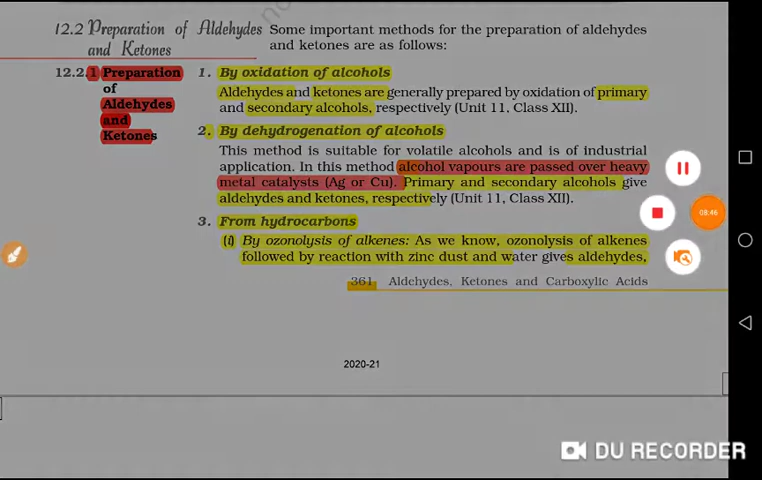 12.2 Preparation of Aldehydes
and Ketones
Some important methods for the preparation of aldehydes
and ketones are as follows:
12.2.1 Preparation
of
Aldehydes
and
Ketones
1. By oxidation of alcohols
Aldehydes and ketones are generally prepared by oxidation of primary
and secondary alcohols, respectively (Unit 11, Class XII).
2. By dehydrogenation of alcohols
This method is suitable for volatile alcohols and is of industrial
application. In this method alcohol vapours are passed over heavy
metal catalysts (Ag or Cu). Primary and secondary alcohols give
aldehydes and ketones, respectively (Unit 11, Class XII).
3. From hydrocarbons
(i) By ozonolysis of alkenes: As we know, ozonolysis of alkenes
followed by reaction with zinc dust and water gives aldehydes,
361 Aldehydes, Ketones and Carboxylic Acids
2020-21
08:46
DU RECORDER